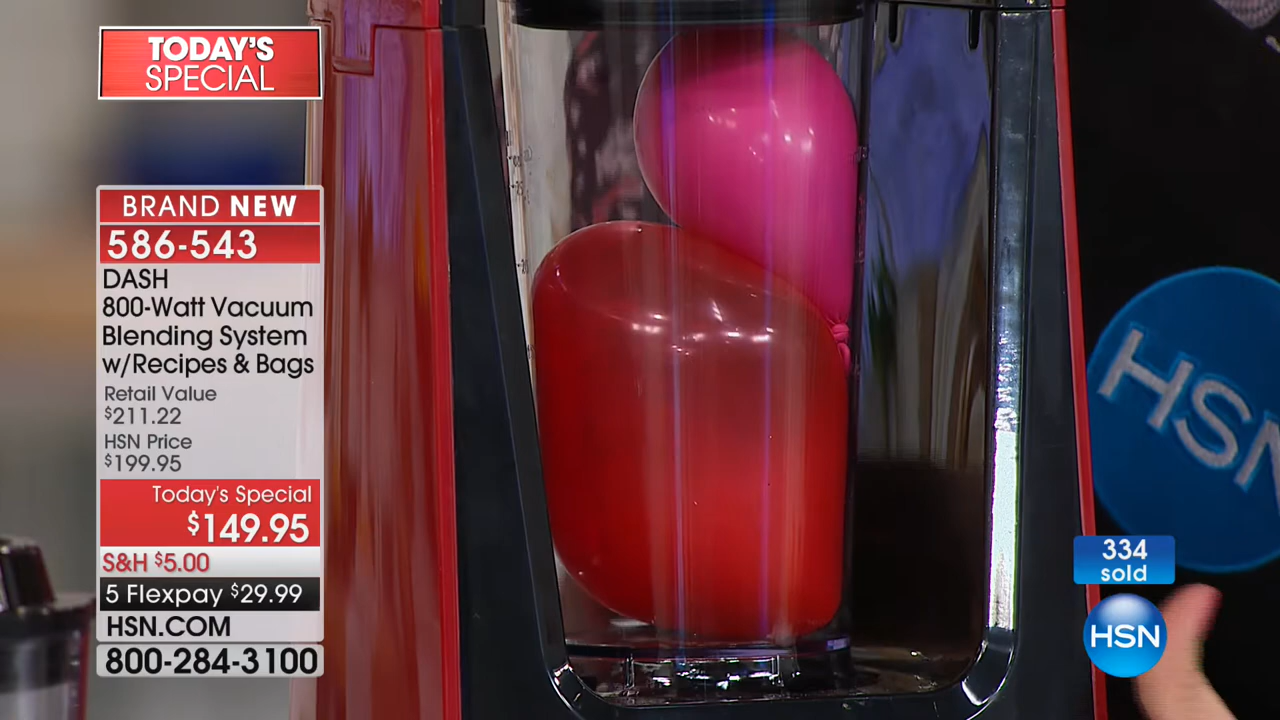 TODAY'S
SPECIAL
BRAND NEW
586-543
DASH
800-Watt Vacuum
Blending System
w/Recipes & Bags
Retail Value
$211.22
HSN Price
$199.95
Today's Special
$149.95
S&H $5.00
5 Flexpay $29.99
HSN.COM
800-284-3100
HSN
334
sold
HSN